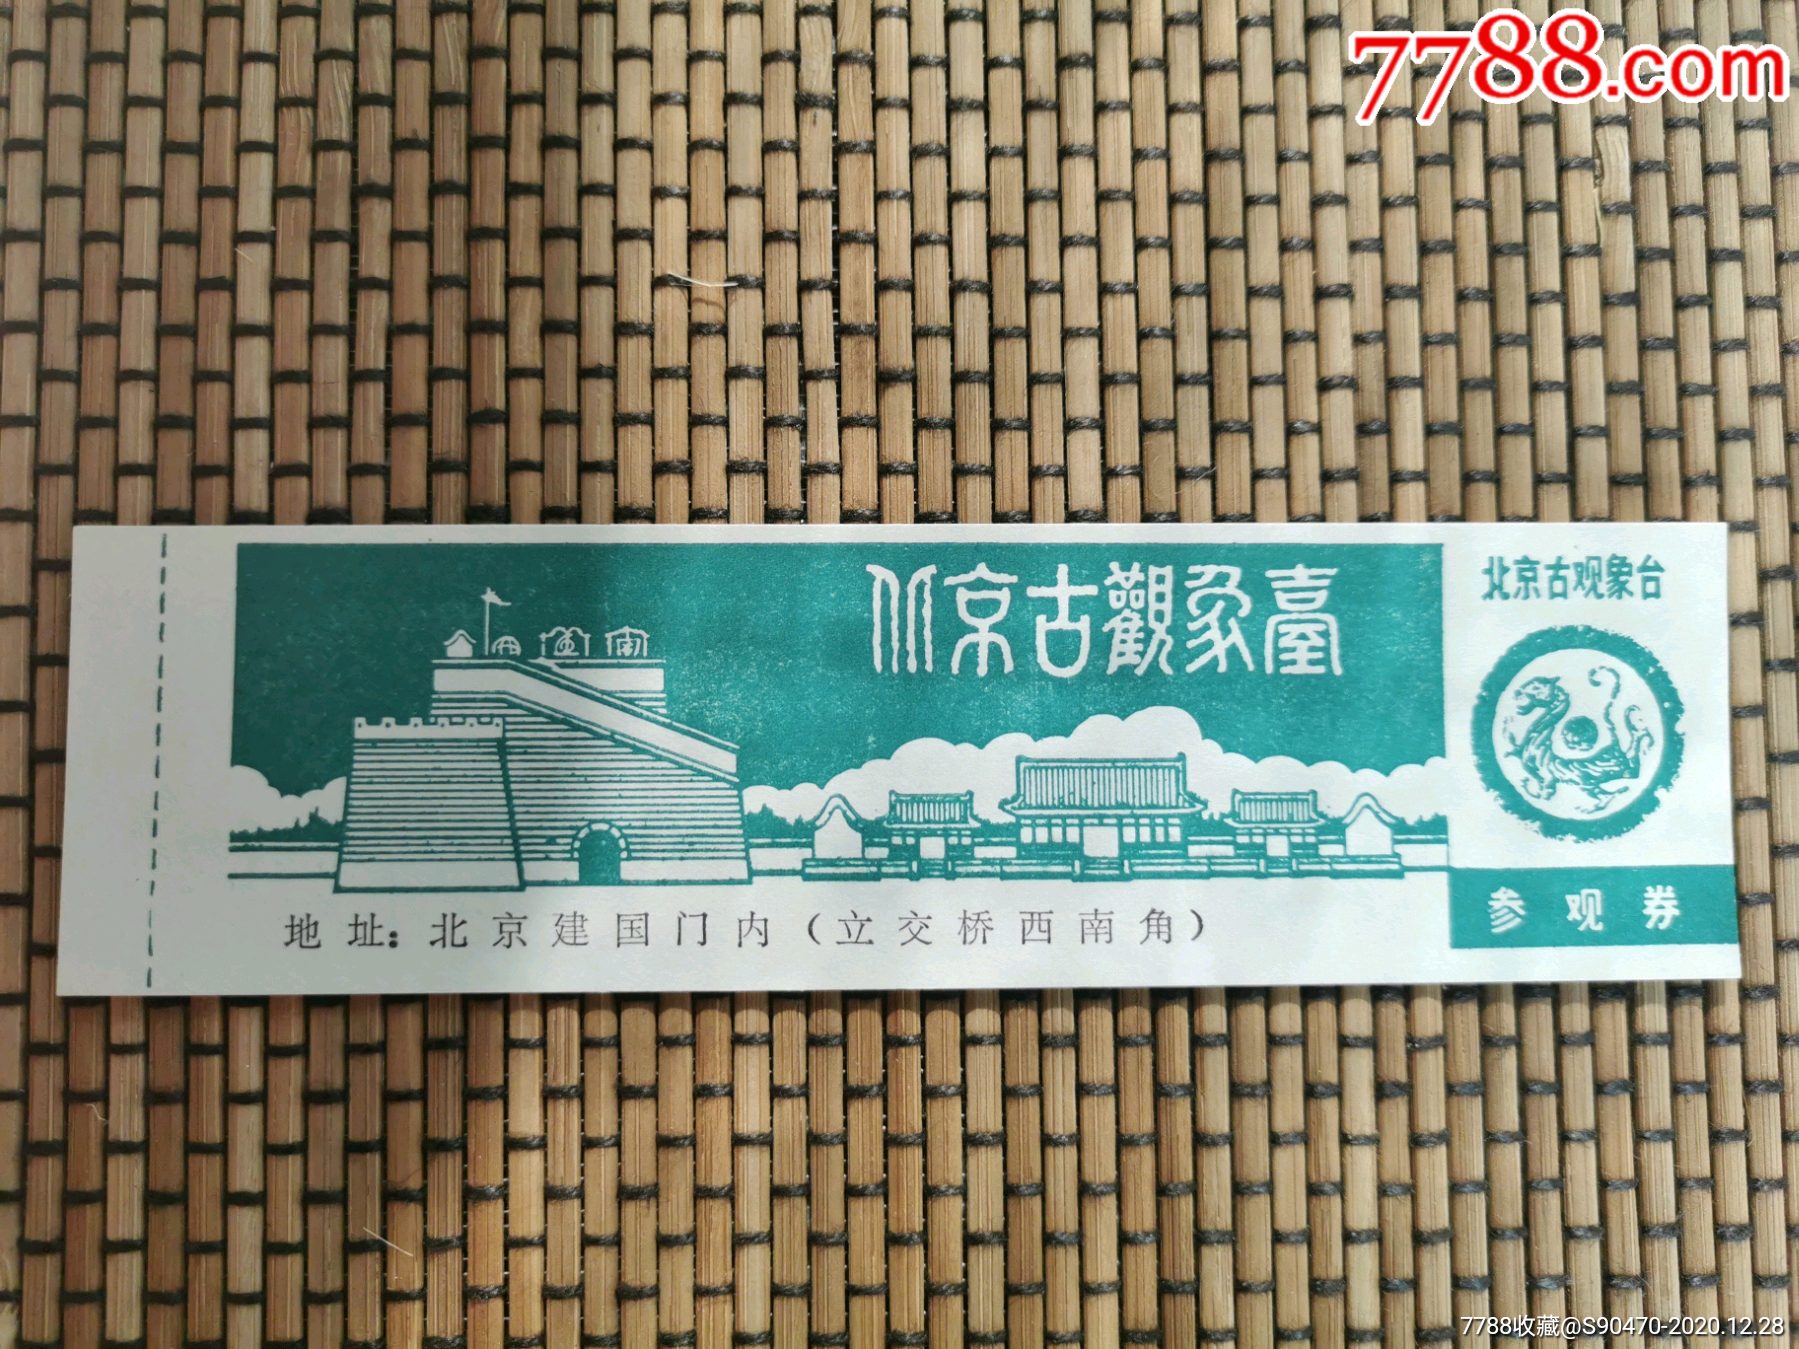 7788.com
北京古觀象臺
北京古观象台
参观券
地址：北京建国门内（立交桥西南角）
7788收藏@S90470-2020.12.28